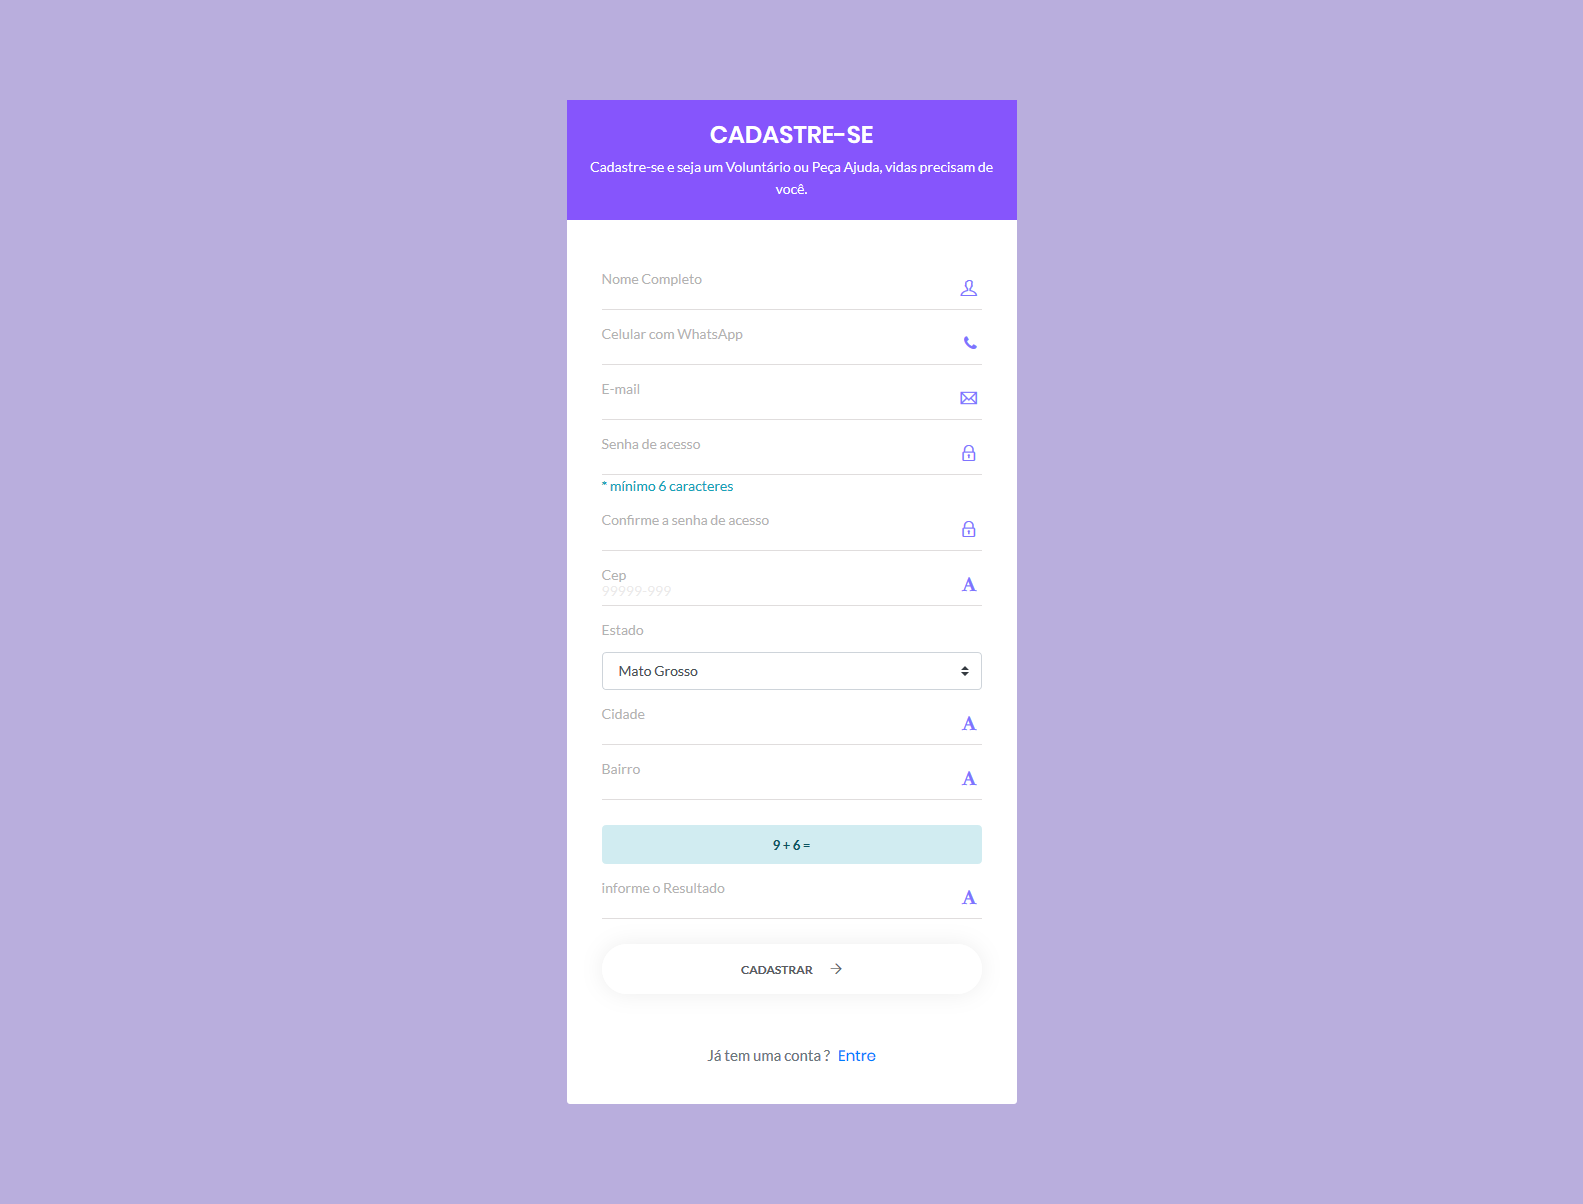 CADASTRE-SE
Cadastre-se e seja um Voluntário ou Peça Ajuda, vidas precisam de
você.
Nome Completo
Celular com WhatsApp
E-mail
Senha de acesso
* mínimo 6 caracteres
Confirme a senha de acesso
Cep
99999-999
Estado
Mato Grosso
Cidade
Bairro
9 + 6 =
informe o Resultado
CADASTRAR
Já tem uma conta ? Entre